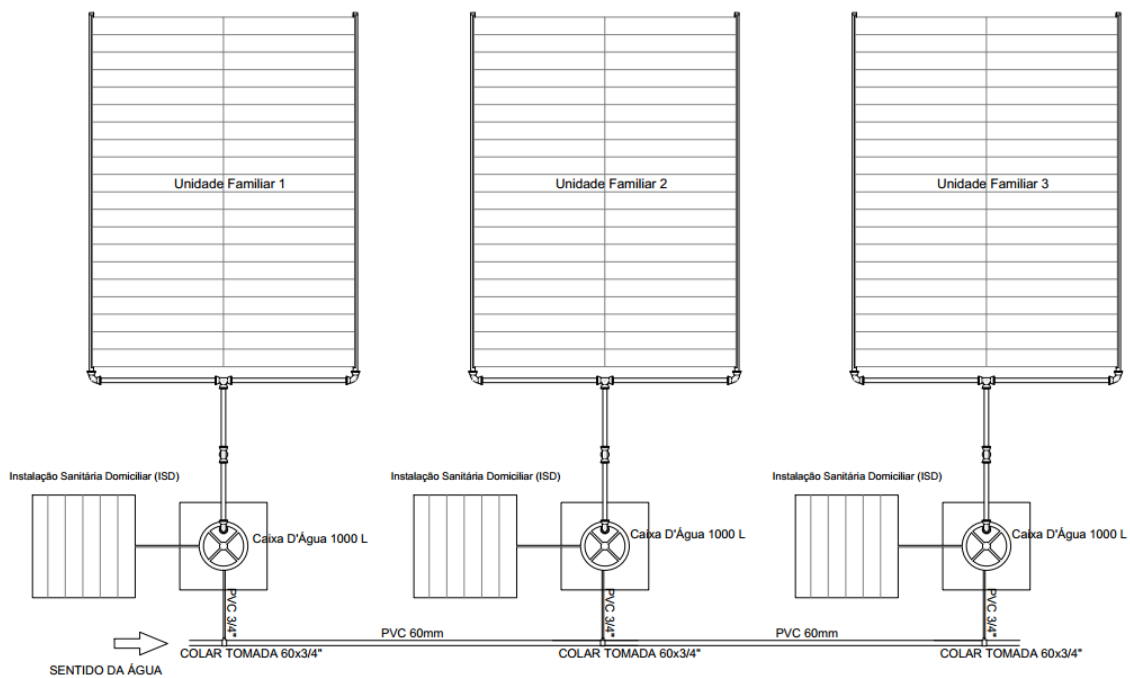 Unidade Familiar 1
Unidade Familiar 2
Unidade Familiar 3
Instalação Sanitária Domiciliar (ISD)
Instalação Sanitária Domiciliar (ISD)
Instalação Sanitária Domiciliar (ISD)
Caixa D'Água 1000 L
Caixa D'Água 1000 L
Caixa D'Água 1000 L
PVC 3/4"
PVC 3/4"
PVC 3/4"
PVC 60mm
PVC 60mm
COLAR TOMADA 60x3/4"
COLAR TOMADA 60x3/4"
COLAR TOMADA 60x3/4"
SENTIDO DA ÁGUA